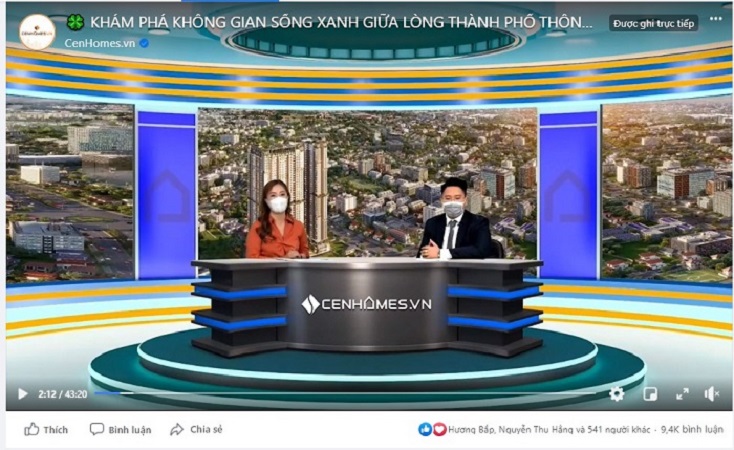 🍀 KHÁM PHÁ KHÔNG GIAN SỐNG XANH GIỮA LÒNG THÀNH PHỐ THÔN...
Được ghi trực tiếp
CenHomes.vn
CENHOMES.VN
2:12 / 43:20
Thích
Bình luận
Chia sẻ
Hương Bắp, Nguyễn Thu Hằng và 541 người khác · 9,4K bình luận